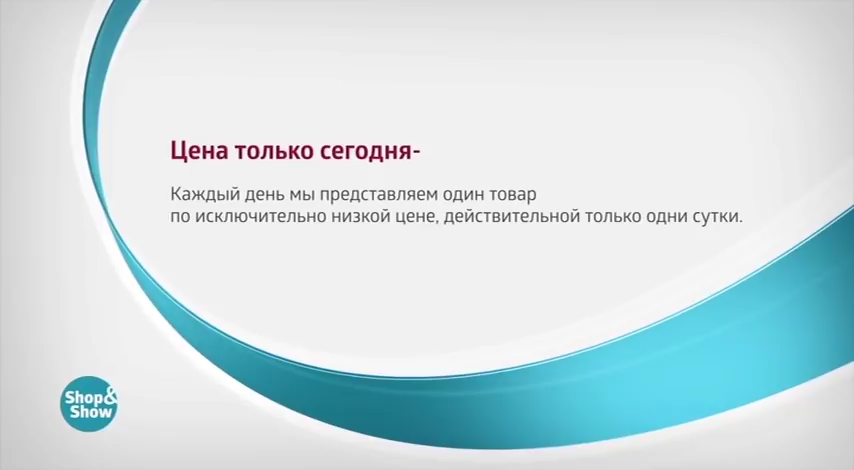 Цена только сегодня-
Каждый день мы представляем один товар
по исключительно низкой цене, действительной только одни сутки.
Shop&
Show